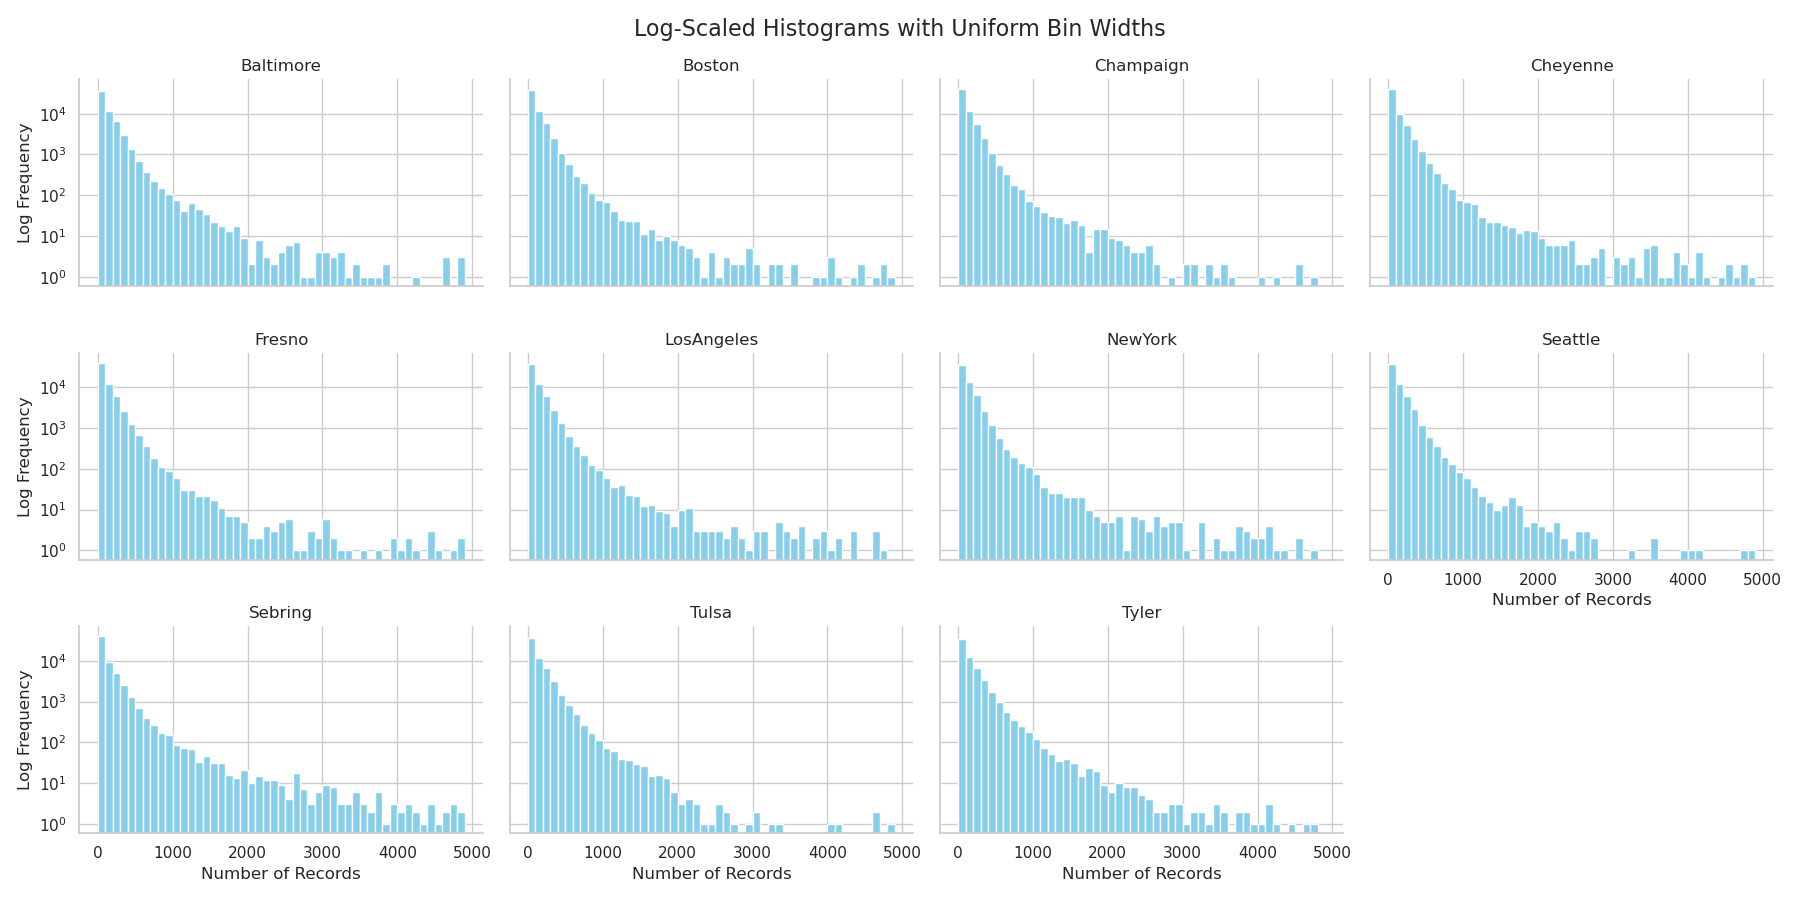 Log-Scaled Histograms with Uniform Bin Widths
Baltimore
Boston
Champaign
Cheyenne
Log Frequency
10⁴
10³
10²
10¹
10⁰
0 1000 2000 3000 4000 5000
Fresno
LosAngeles
NewYork
Seattle
Log Frequency
10⁴
10³
10²
10¹
10⁰
Number of Records
Sebring
Tulsa
Tyler
Log Frequency
10⁴
10³
10²
10¹
10⁰
0 1000 2000 3000 4000 5000
0 1000 2000 3000 4000 5000
0 1000 2000 3000 4000 5000
Number of Records
Number of Records
Number of Records